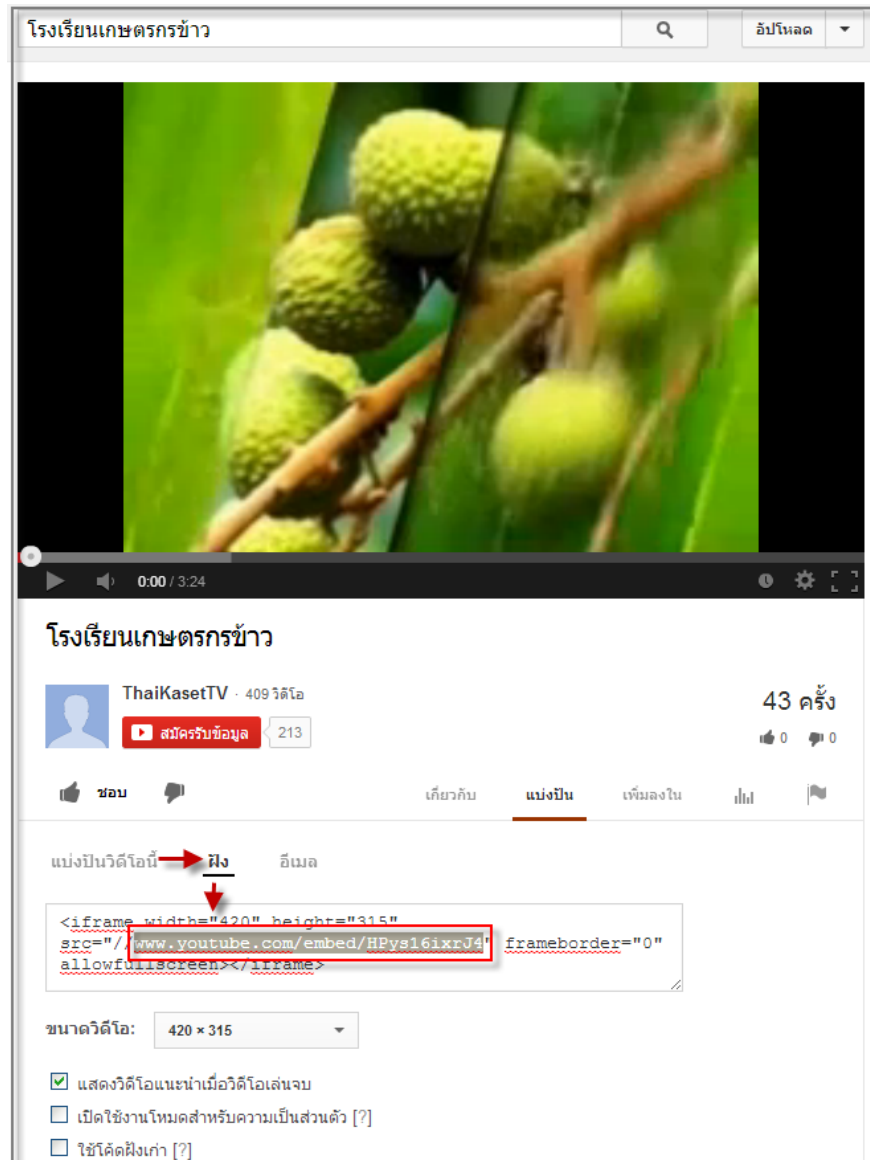 โรงเรียนเกษตรกรข้าว
อัปโหลด
0:00 / 3:24
โรงเรียนเกษตรกรข้าว
ThaiKasetTV · 409 วิดีโอ
สมัครรับข้อมูล 213
43 ครั้ง
0 0
ชอบ
เกี่ยวกับ แบ่งปัน เพิ่มลงใน
แบ่งปันวิดีโอนี้ ฝัง อีเมล
<iframe width="420" height="315"
src="//www.youtube.com/embed/HPys16ixrJ4" frameborder="0"
allowfullscreen></iframe>
ขนาดวิดีโอ: 420 × 315
แสดงวิดีโอแนะนำเมื่อวิดีโอเล่นจบ
เปิดใช้งานโหมดสำหรับความเป็นส่วนตัว [?]
ใช้โค้ดฝังเก่า [?]